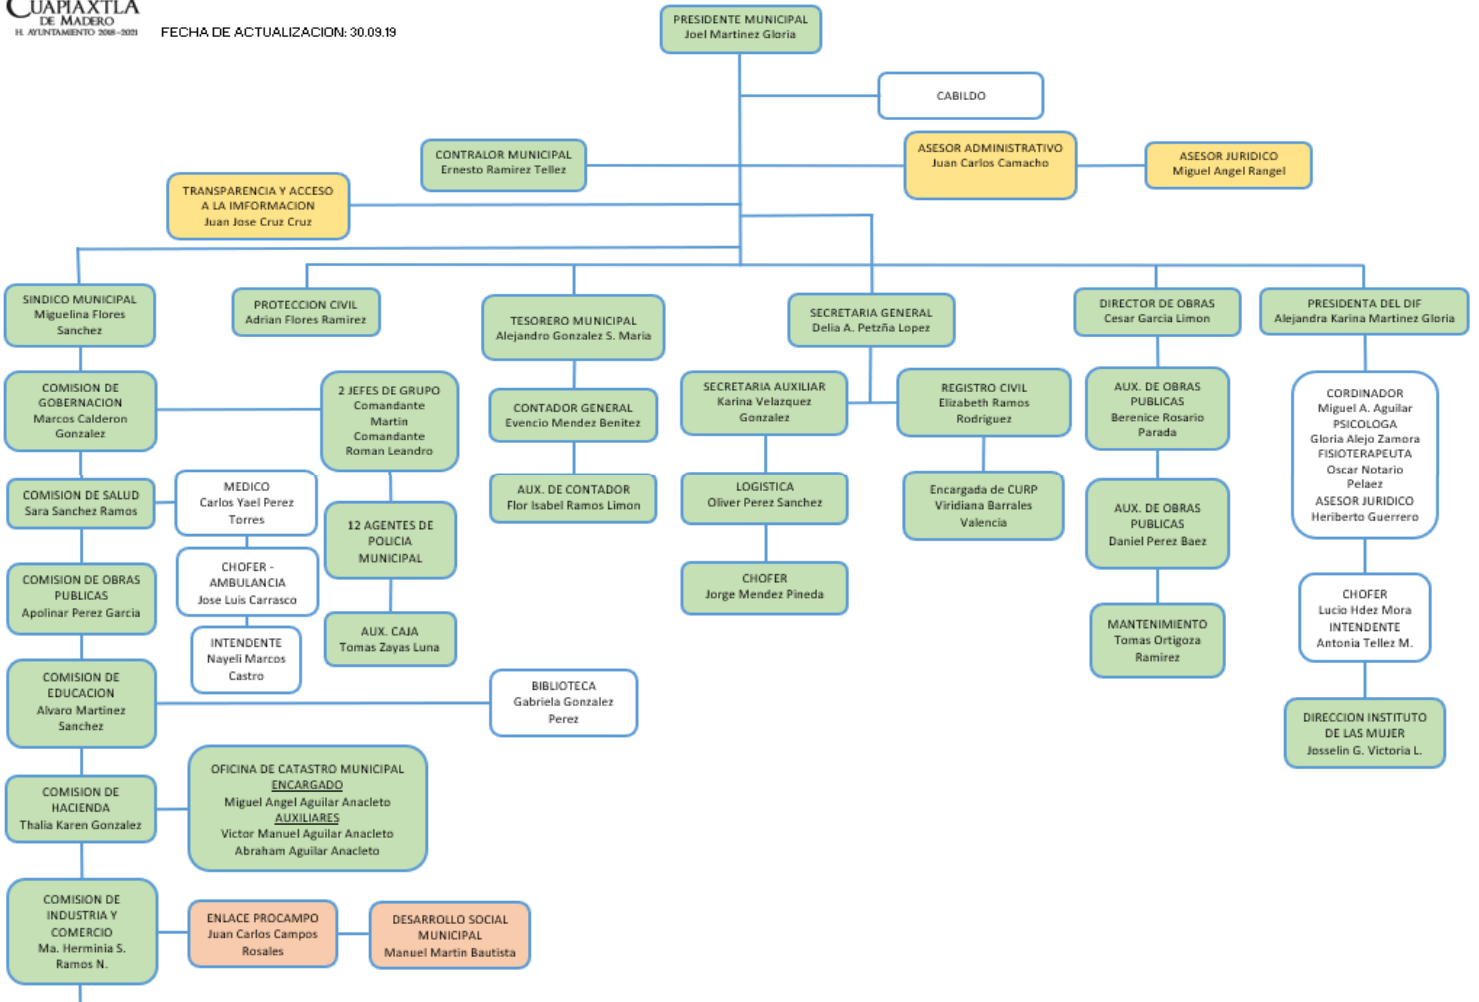 CUAPIAXTLA
DE MADERO
H. AYUNTAMIENTO 2018-2021
FECHA DE ACTUALIZACION: 30.09.19
PRESIDENTE MUNICIPAL
Joel Martinez Gloria
CABILDO
CONTRALOR MUNICIPAL
Ernesto Ramirez Tellez
ASESOR ADMINISTRATIVO
Juan Carlos Camacho
ASESOR JURIDICO
Miguel Angel Rangel
TRANSPARENCIA Y ACCESO
A LA IMFORMACION
Juan Jose Cruz Cruz
SINDICO MUNICIPAL
Miguelina Flores
Sanchez
PROTECCION CIVIL
Adrian Flores Ramirez
TESORERO MUNICIPAL
Alejandro Gonzalez S. Maria
SECRETARIA GENERAL
Delia A. Petzña Lopez
DIRECTOR DE OBRAS
Cesar Garcia Limon
PRESIDENTA DEL DIF
Alejandra Karina Martinez Gloria
COMISION DE
GOBERNACION
Marcos Calderon
Gonzalez
2 JEFES DE GRUPO
Comandante
Martin
Comandante
Roman Leandro
CONTADOR GENERAL
Evencio Mendez Benitez
SECRETARIA AUXILIAR
Karina Velazquez
Gonzalez
REGISTRO CIVIL
Elizabeth Ramos
Rodriguez
AUX. DE OBRAS
PUBLICAS
Berenice Rosario
Parada
CORDINADOR
Miguel A. Aguilar
PSICOLOGA
Gloria Alejo Zamora
FISIOTERAPEUTA
Oscar Notario
Pelaez
ASESOR JURIDICO
Heriberto Guerrero
COMISION DE SALUD
Sara Sanchez Ramos
MEDICO
Carlos Yael Perez
Torres
12 AGENTES DE
POLICIA
MUNICIPAL
AUX. DE CONTADOR
Flor Isabel Ramos Limon
LOGISTICA
Oliver Perez Sanchez
Encargada de CURP
Viridiana Barrales
Valencia
AUX. DE OBRAS
PUBLICAS
Daniel Perez Baez
COMISION DE OBRAS
PUBLICAS
Apolinar Perez Garcia
CHOFER -
AMBULANCIA
Jose Luis Carrasco
CHOFER
Jorge Mendez Pineda
CHOFER
Lucio Hdez Mora
INTENDENTE
Antonia Tellez M.
INTENDENTE
Nayeli Marcos
Castro
AUX. CAJA
Tomas Zayas Luna
MANTENIMIENTO
Tomas Ortigoza
Ramirez
COMISION DE
EDUCACION
Alvaro Martinez
Sanchez
BIBLIOTECA
Gabriela Gonzalez
Perez
DIRECCION INSTITUTO
DE LAS MUJER
Josselin G. Victoria L.
COMISION DE
HACIENDA
Thalia Karen Gonzalez
OFICINA DE CATASTRO MUNICIPAL
ENCARGADO
Miguel Angel Aguilar Anacleto
AUXILIARES
Victor Manuel Aguilar Anacleto
Abraham Aguilar Anacleto
COMISION DE
INDUSTRIA Y
COMERCIO
Ma. Herminia S.
Ramos N.
ENLACE PROCAMPO
Juan Carlos Campos
Rosales
DESARROLLO SOCIAL
MUNICIPAL
Manuel Martin Bautista